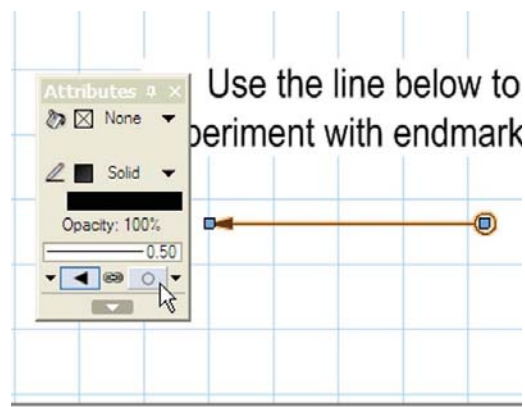 Use the line below to
periment with endmark
Attributes
None
Solid
Opacity: 100%
0.50